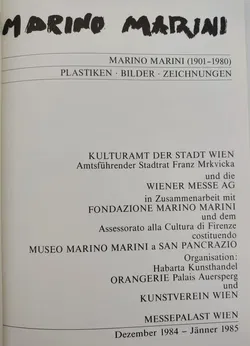 MARINO MARINI
MARINO MARINI (1901–1980)
PLASTIKEN · BILDER · ZEICHNUNGEN
KULTURAMT DER STADT WIEN
Amtsführender Stadtrat Franz Mrkvicka
und die
WIENER MESSE AG
in Zusammenarbeit mit
FONDAZIONE MARINO MARINI
und dem
Assessorato alla Cultura di Firenze
costituendo
MUSEO MARINO MARINI a SAN PANCRAZIO
Organisation:
Habarta Kunsthandel
ORANGERIE Palais Auersperg
und
KUNSTVEREIN WIEN
MESSEPALAST WIEN
Dezember 1984 – Jänner 1985